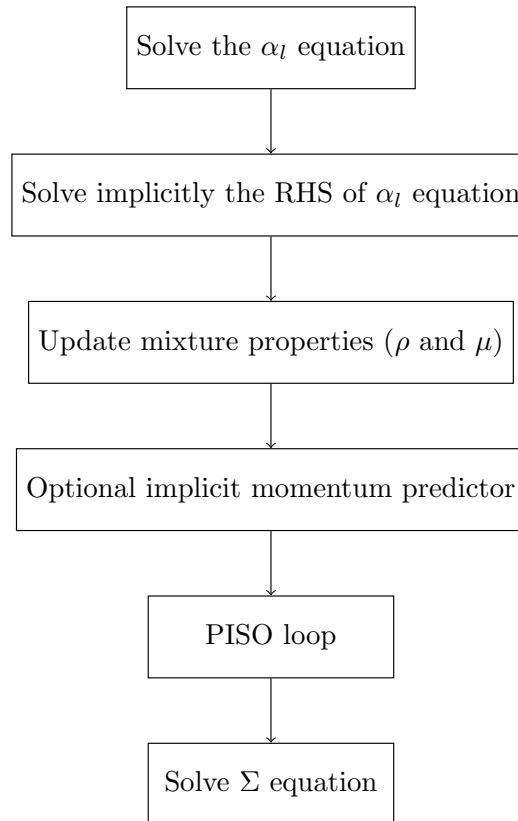 Solve the α_l equation
Solve implicitly the RHS of α_l equation
Update mixture properties (ρ and μ)
Optional implicit momentum predictor
PISO loop
Solve Σ equation